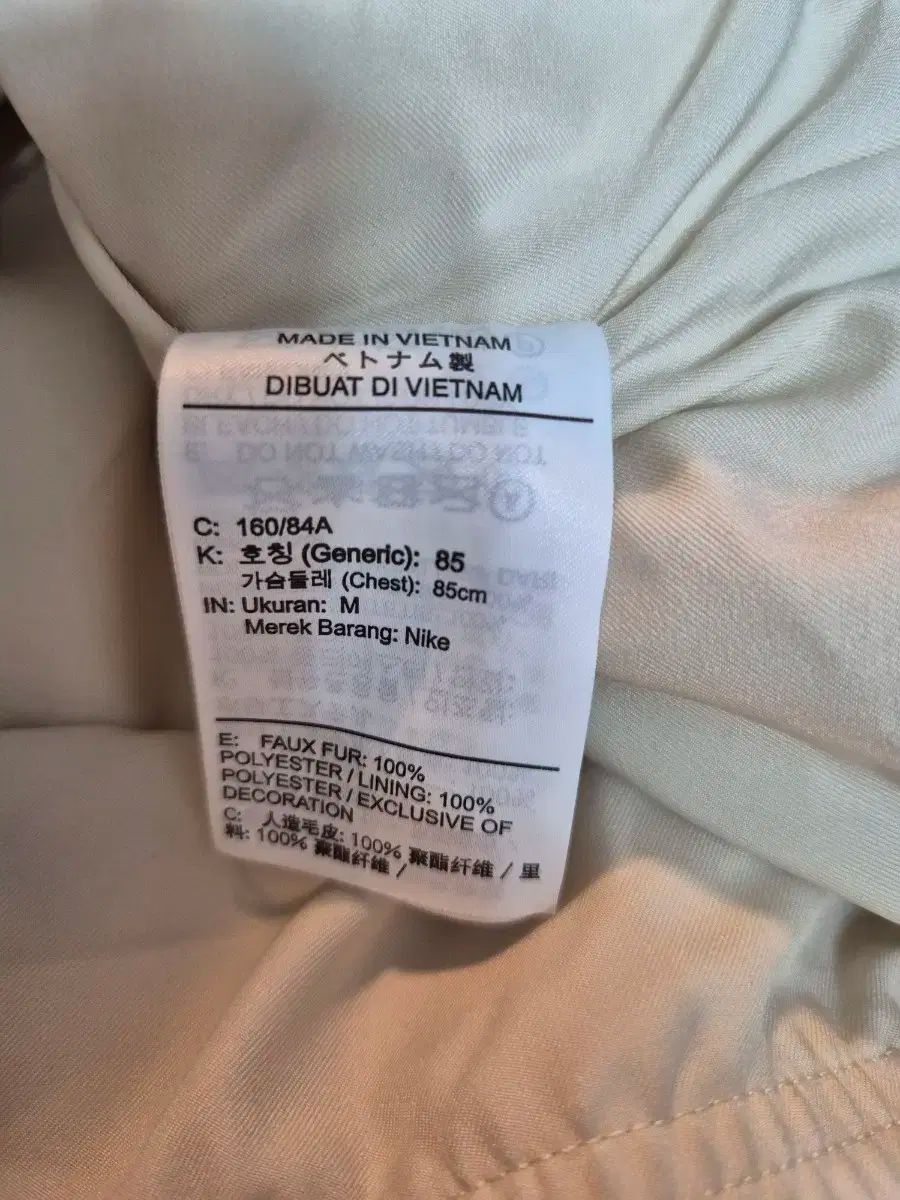 MADE IN VIETNAM
ベトナム製
DIBUAT DI VIETNAM
C: 160/84A
K: 호칭 (Generic): 85
가슴둘레 (Chest): 85cm
IN: Ukuran: M
Merek Barang: Nike
E: FAUX FUR: 100%
POLYESTER / LINING: 100%
POLYESTER / EXCLUSIVE OF
DECORATION
C: 人造毛皮: 100% 聚酯纤维 / 里
料: 100% 聚酯纤维 /